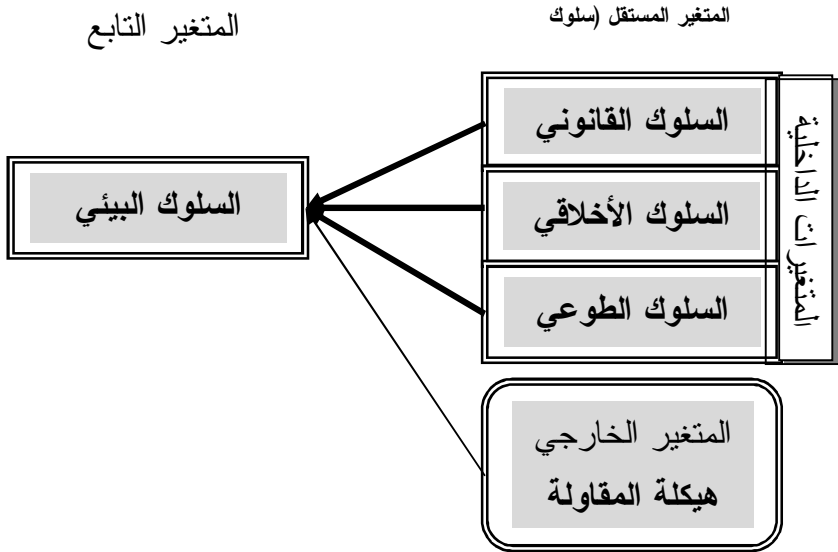 المتغير المستقل (سلوك
المتغير التابع
السلوك القانوني
المتغيرات الداخلية
السلوك الأخلاقي
السلوك البيئي
السلوك الطوعي
المتغير الخارجي
هيكلة المقاولة